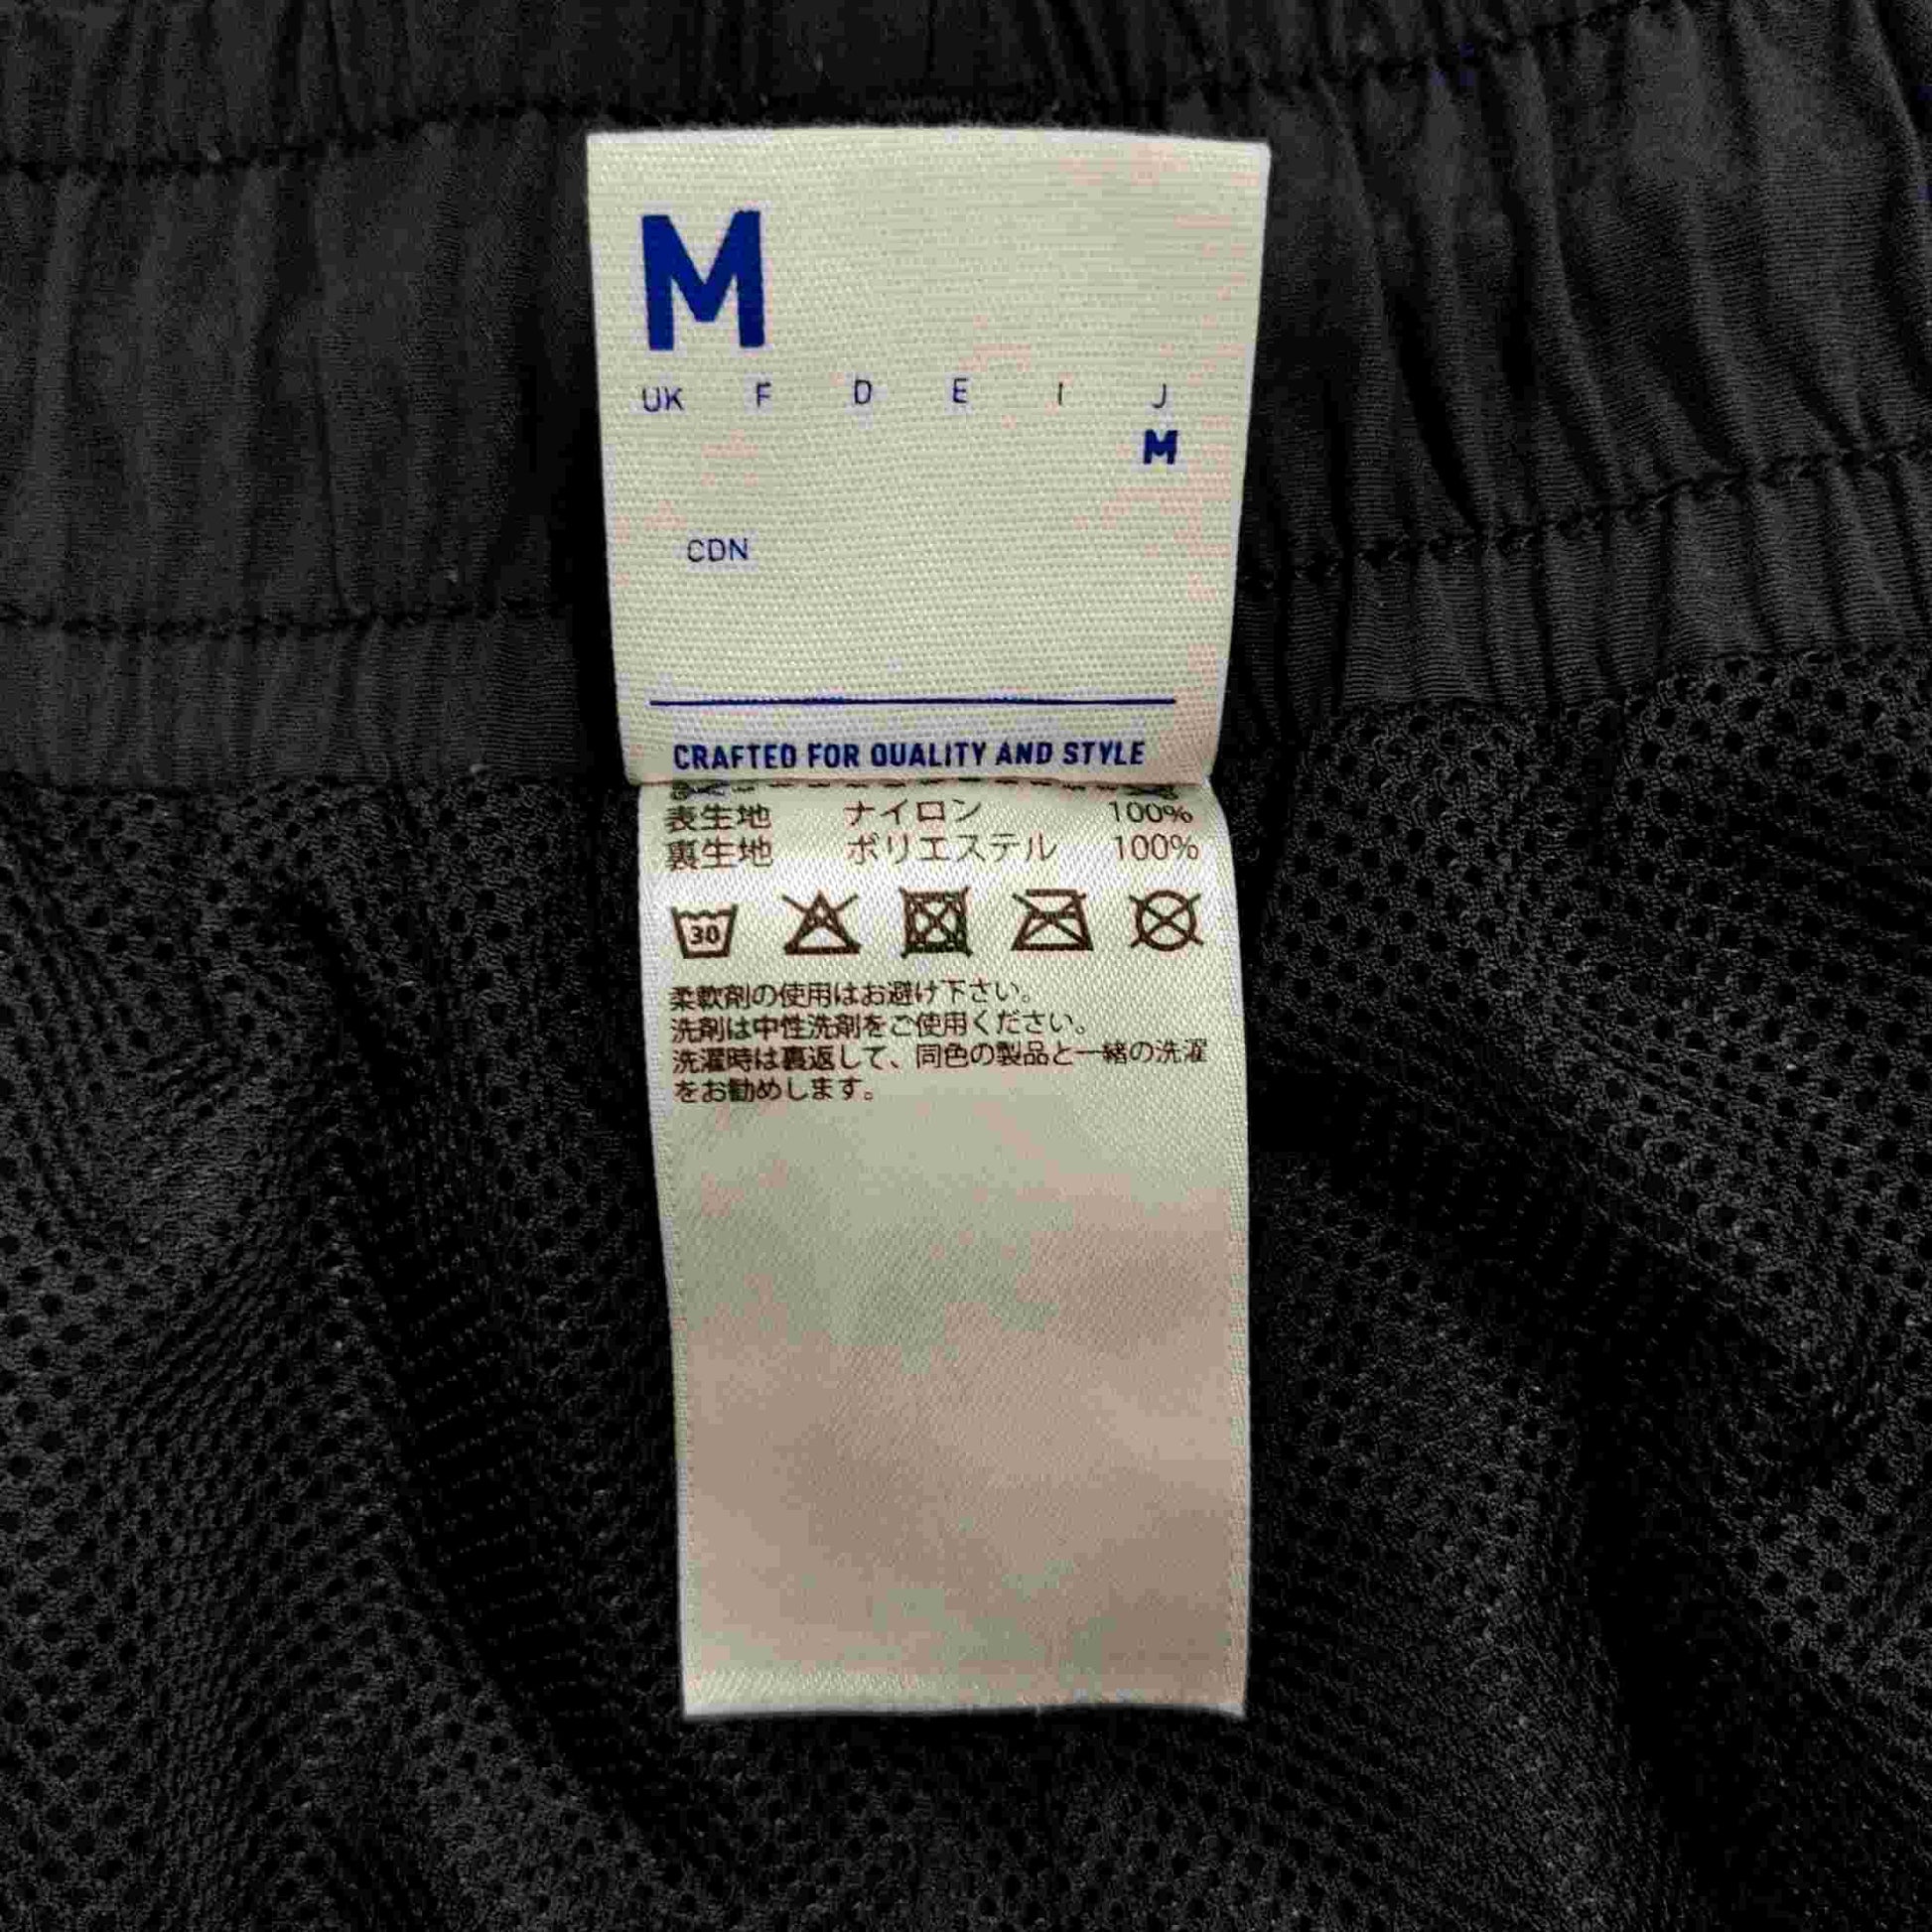 M
UK F D E I J
M
CDN
CRAFTED FOR QUALITY AND STYLE
表生地 ナイロン 100%
裏生地 ポリエステル 100%
30
柔軟剤の使用はお避け下さい。
洗剤は中性洗剤をご使用ください。
洗濯時は裏返して、同色の製品と一緒の洗濯
をお勧めします。